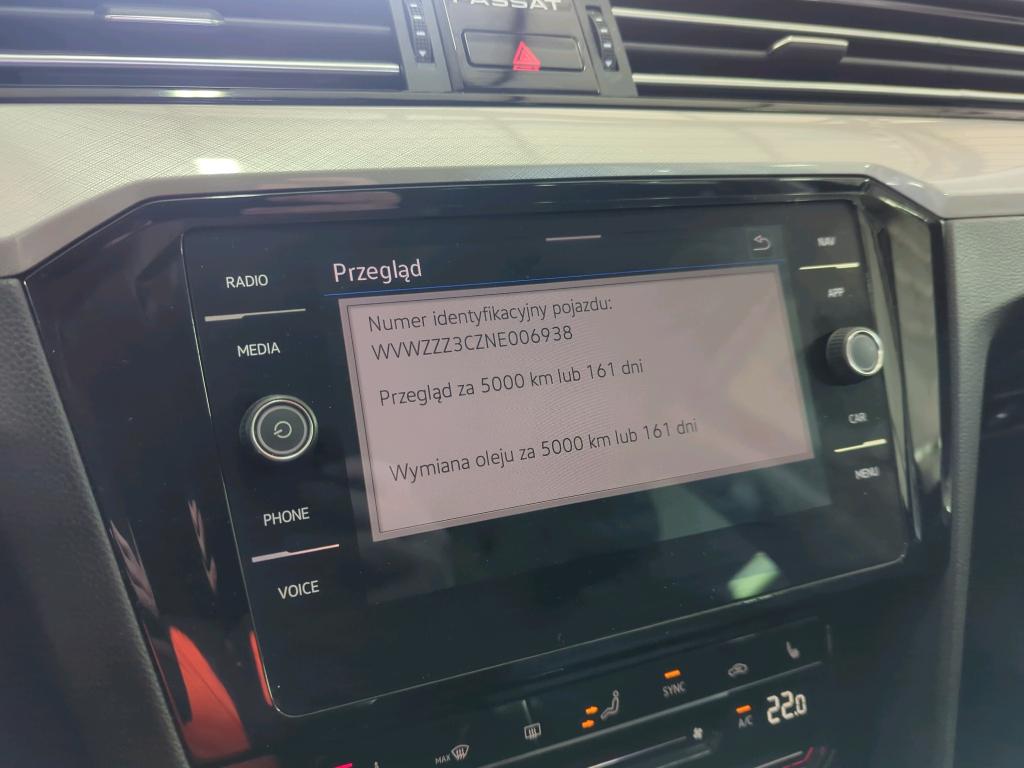 PASSAT
RADIO
MEDIA
PHONE
VOICE
Przegląd
Numer identyfikacyjny pojazdu:
WVWZZZ3CZNE006938
Przegląd za 5000 km lub 161 dni
Wymiana oleju za 5000 km lub 161 dni
NAV
APP
CAR
MENU
MAX
SYNC
A/C
22.0